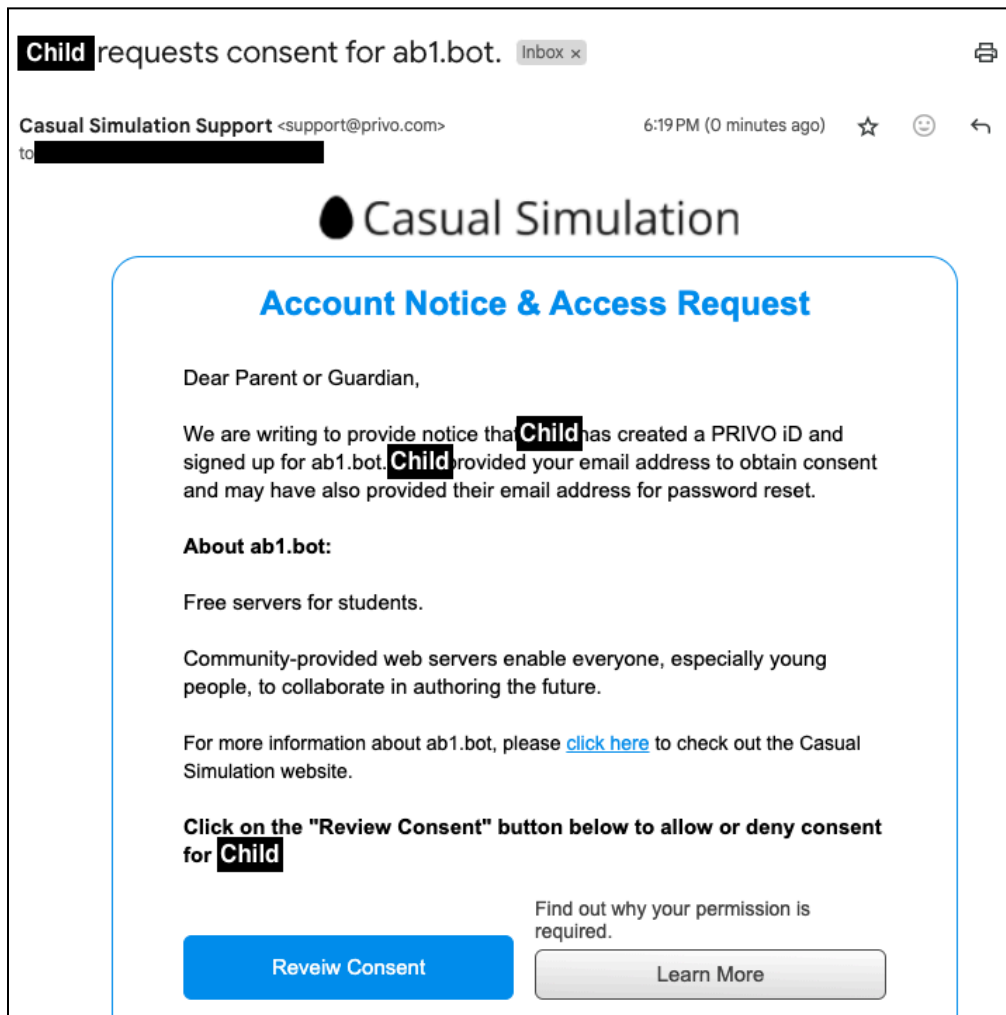 Child requests consent for ab1.bot. Inbox ×
Casual Simulation Support <support@privo.com> 6:19 PM (0 minutes ago)
to
Casual Simulation
Account Notice & Access Request
Dear Parent or Guardian,
We are writing to provide notice that Child has created a PRIVO iD and
signed up for ab1.bot. Child provided your email address to obtain consent
and may have also provided their email address for password reset.
About ab1.bot:
Free servers for students.
Community-provided web servers enable everyone, especially young
people, to collaborate in authoring the future.
For more information about ab1.bot, please click here to check out the Casual
Simulation website.
Click on the "Review Consent" button below to allow or deny consent
for Child
Find out why your permission is
required.
Reveiw Consent
Learn More